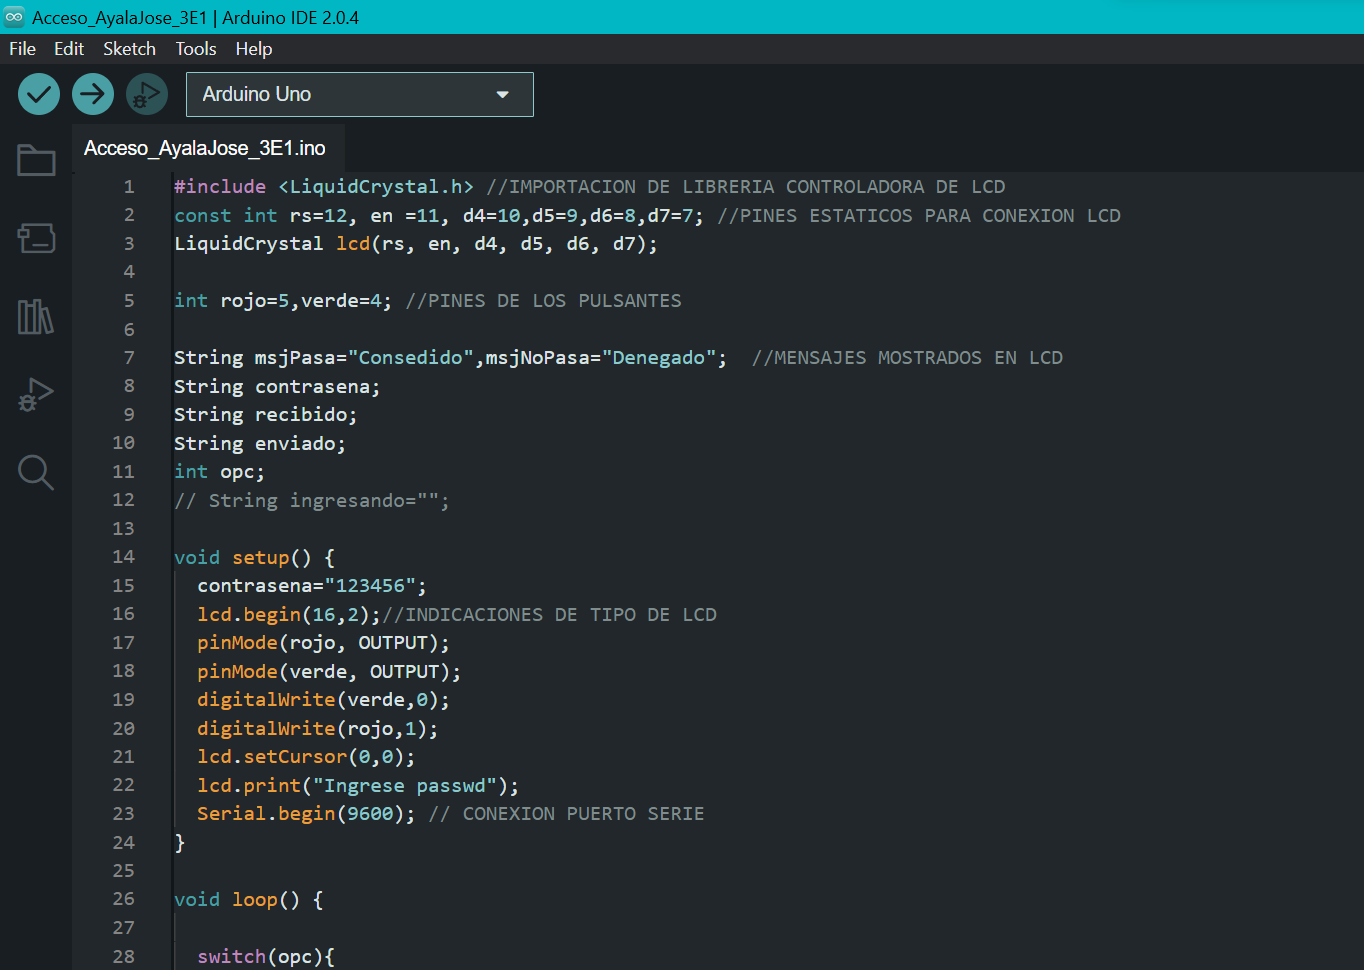 Acceso_AyalaJose_3E1 | Arduino IDE 2.0.4
File Edit Sketch Tools Help
Arduino Uno
Acceso_AyalaJose_3E1.ino
1 #include <LiquidCrystal.h> //IMPORTACION DE LIBRERIA CONTROLADORA DE LCD
2 const int rs=12, en =11, d4=10,d5=9,d6=8,d7=7; //PINES ESTATICOS PARA CONEXION LCD
3 LiquidCrystal lcd(rs, en, d4, d5, d6, d7);
4
5 int rojo=5,verde=4; //PINES DE LOS PULSANTES
6
7 String msjPasa="Consedido",msjNoPasa="Denegado";  //MENSAJES MOSTRADOS EN LCD
8 String contrasena;
9 String recibido;
10 String enviado;
11 int opc;
12 // String ingresando="";
13
14 void setup() {
15   contrasena="123456";
16   lcd.begin(16,2);//INDICACIONES DE TIPO DE LCD
17   pinMode(rojo, OUTPUT);
18   pinMode(verde, OUTPUT);
19   digitalWrite(verde,0);
20   digitalWrite(rojo,1);
21   lcd.setCursor(0,0);
22   lcd.print("Ingrese passwd");
23   Serial.begin(9600); // CONEXION PUERTO SERIE
24 }
25
26 void loop() {
27
28   switch(opc){